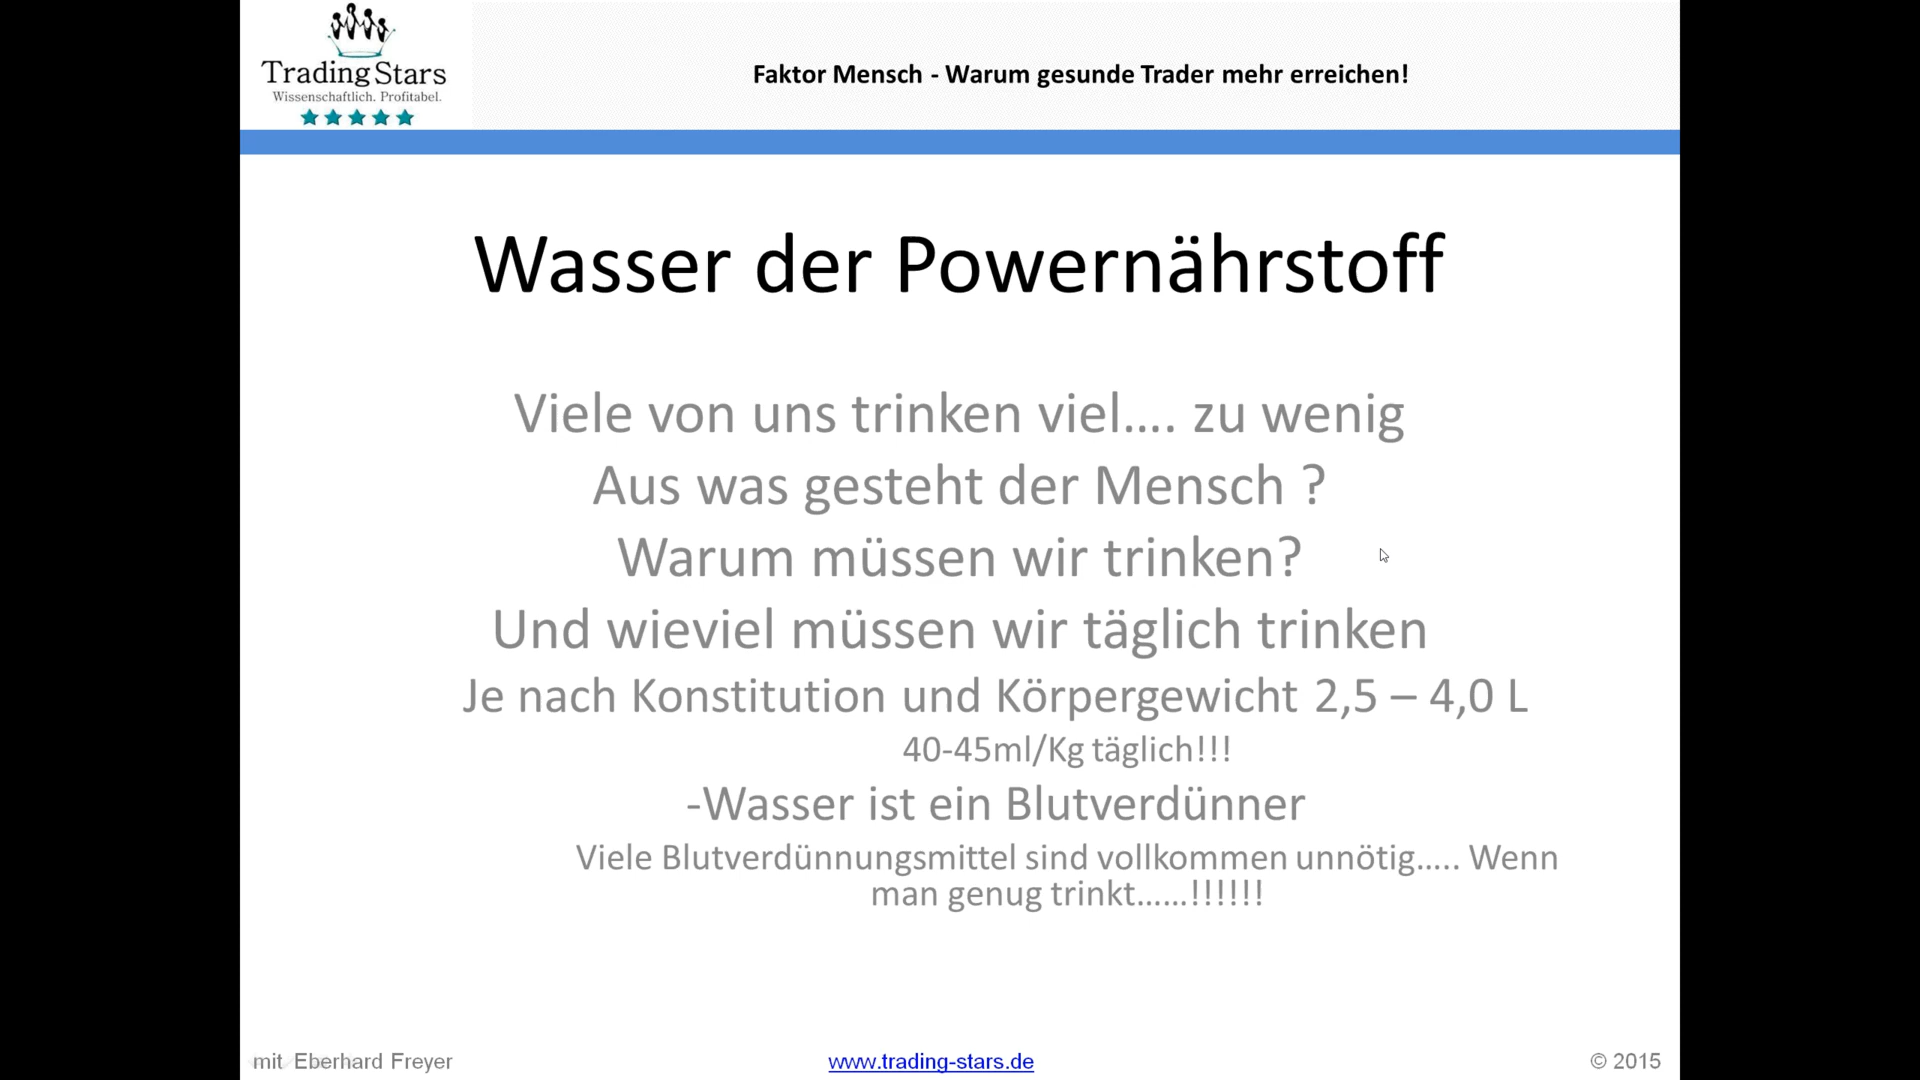 TradingStars
Wissenschaftlich. Profitabel.
Faktor Mensch - Warum gesunde Trader mehr erreichen!
Wasser der Powernährstoff
Viele von uns trinken viel.... zu wenig
Aus was gesteht der Mensch ?
Warum müssen wir trinken?
Und wieviel müssen wir täglich trinken
Je nach Konstitution und Körpergewicht 2,5 – 4,0 L
40-45ml/Kg täglich!!!
-Wasser ist ein Blutverdünner
Viele Blutverdünnungsmittel sind vollkommen unnötig..... Wenn
man genug trinkt......!!!!!!
mit Eberhard Freyer
www.trading-stars.de
© 2015